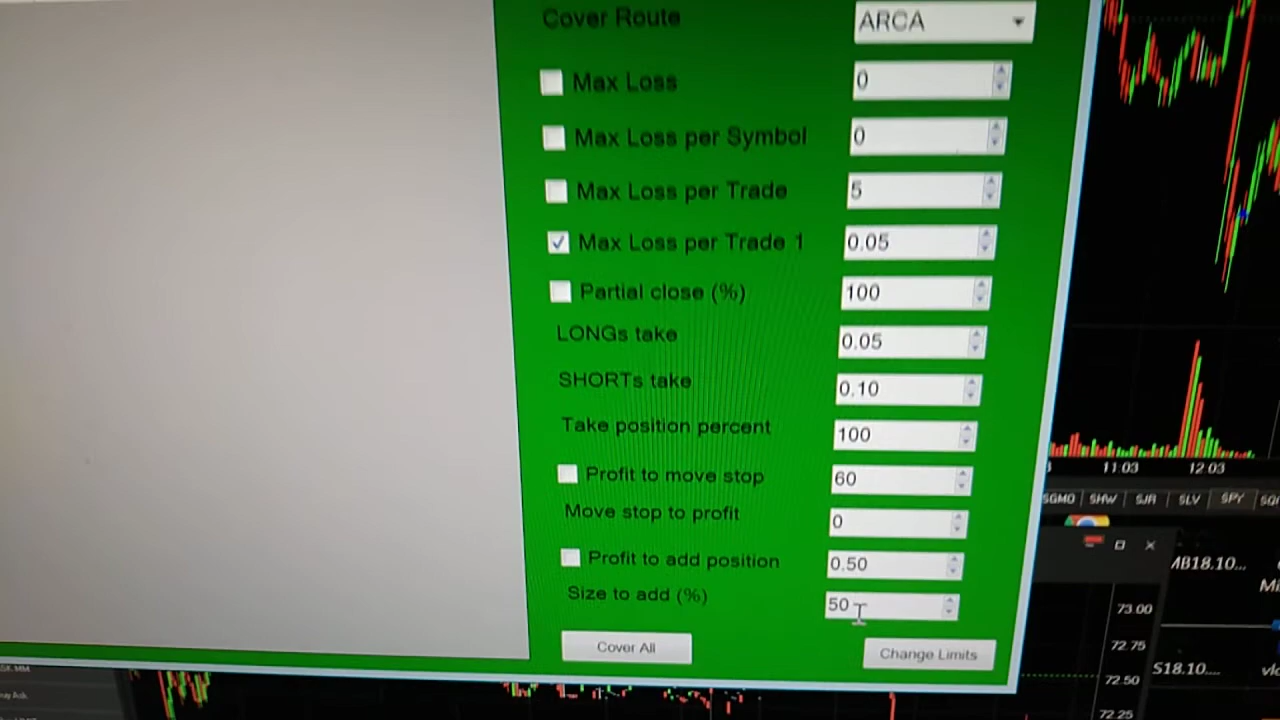 Cover Route ARCA
Max Loss 0
Max Loss per Symbol 0
Max Loss per Trade 5
Max Loss per Trade 1 0.05
Partial close (%) 100
LONGs take 0.05
SHORTs take 0.10
Take position percent 100
Profit to move stop 60
Move stop to profit 0
Profit to add position 0.50
Size to add (%) 50
Cover All Change Limits
11:03 12:03
SGMO SHW SJR SLV SPY
73.00
72.75
72.50
72.25